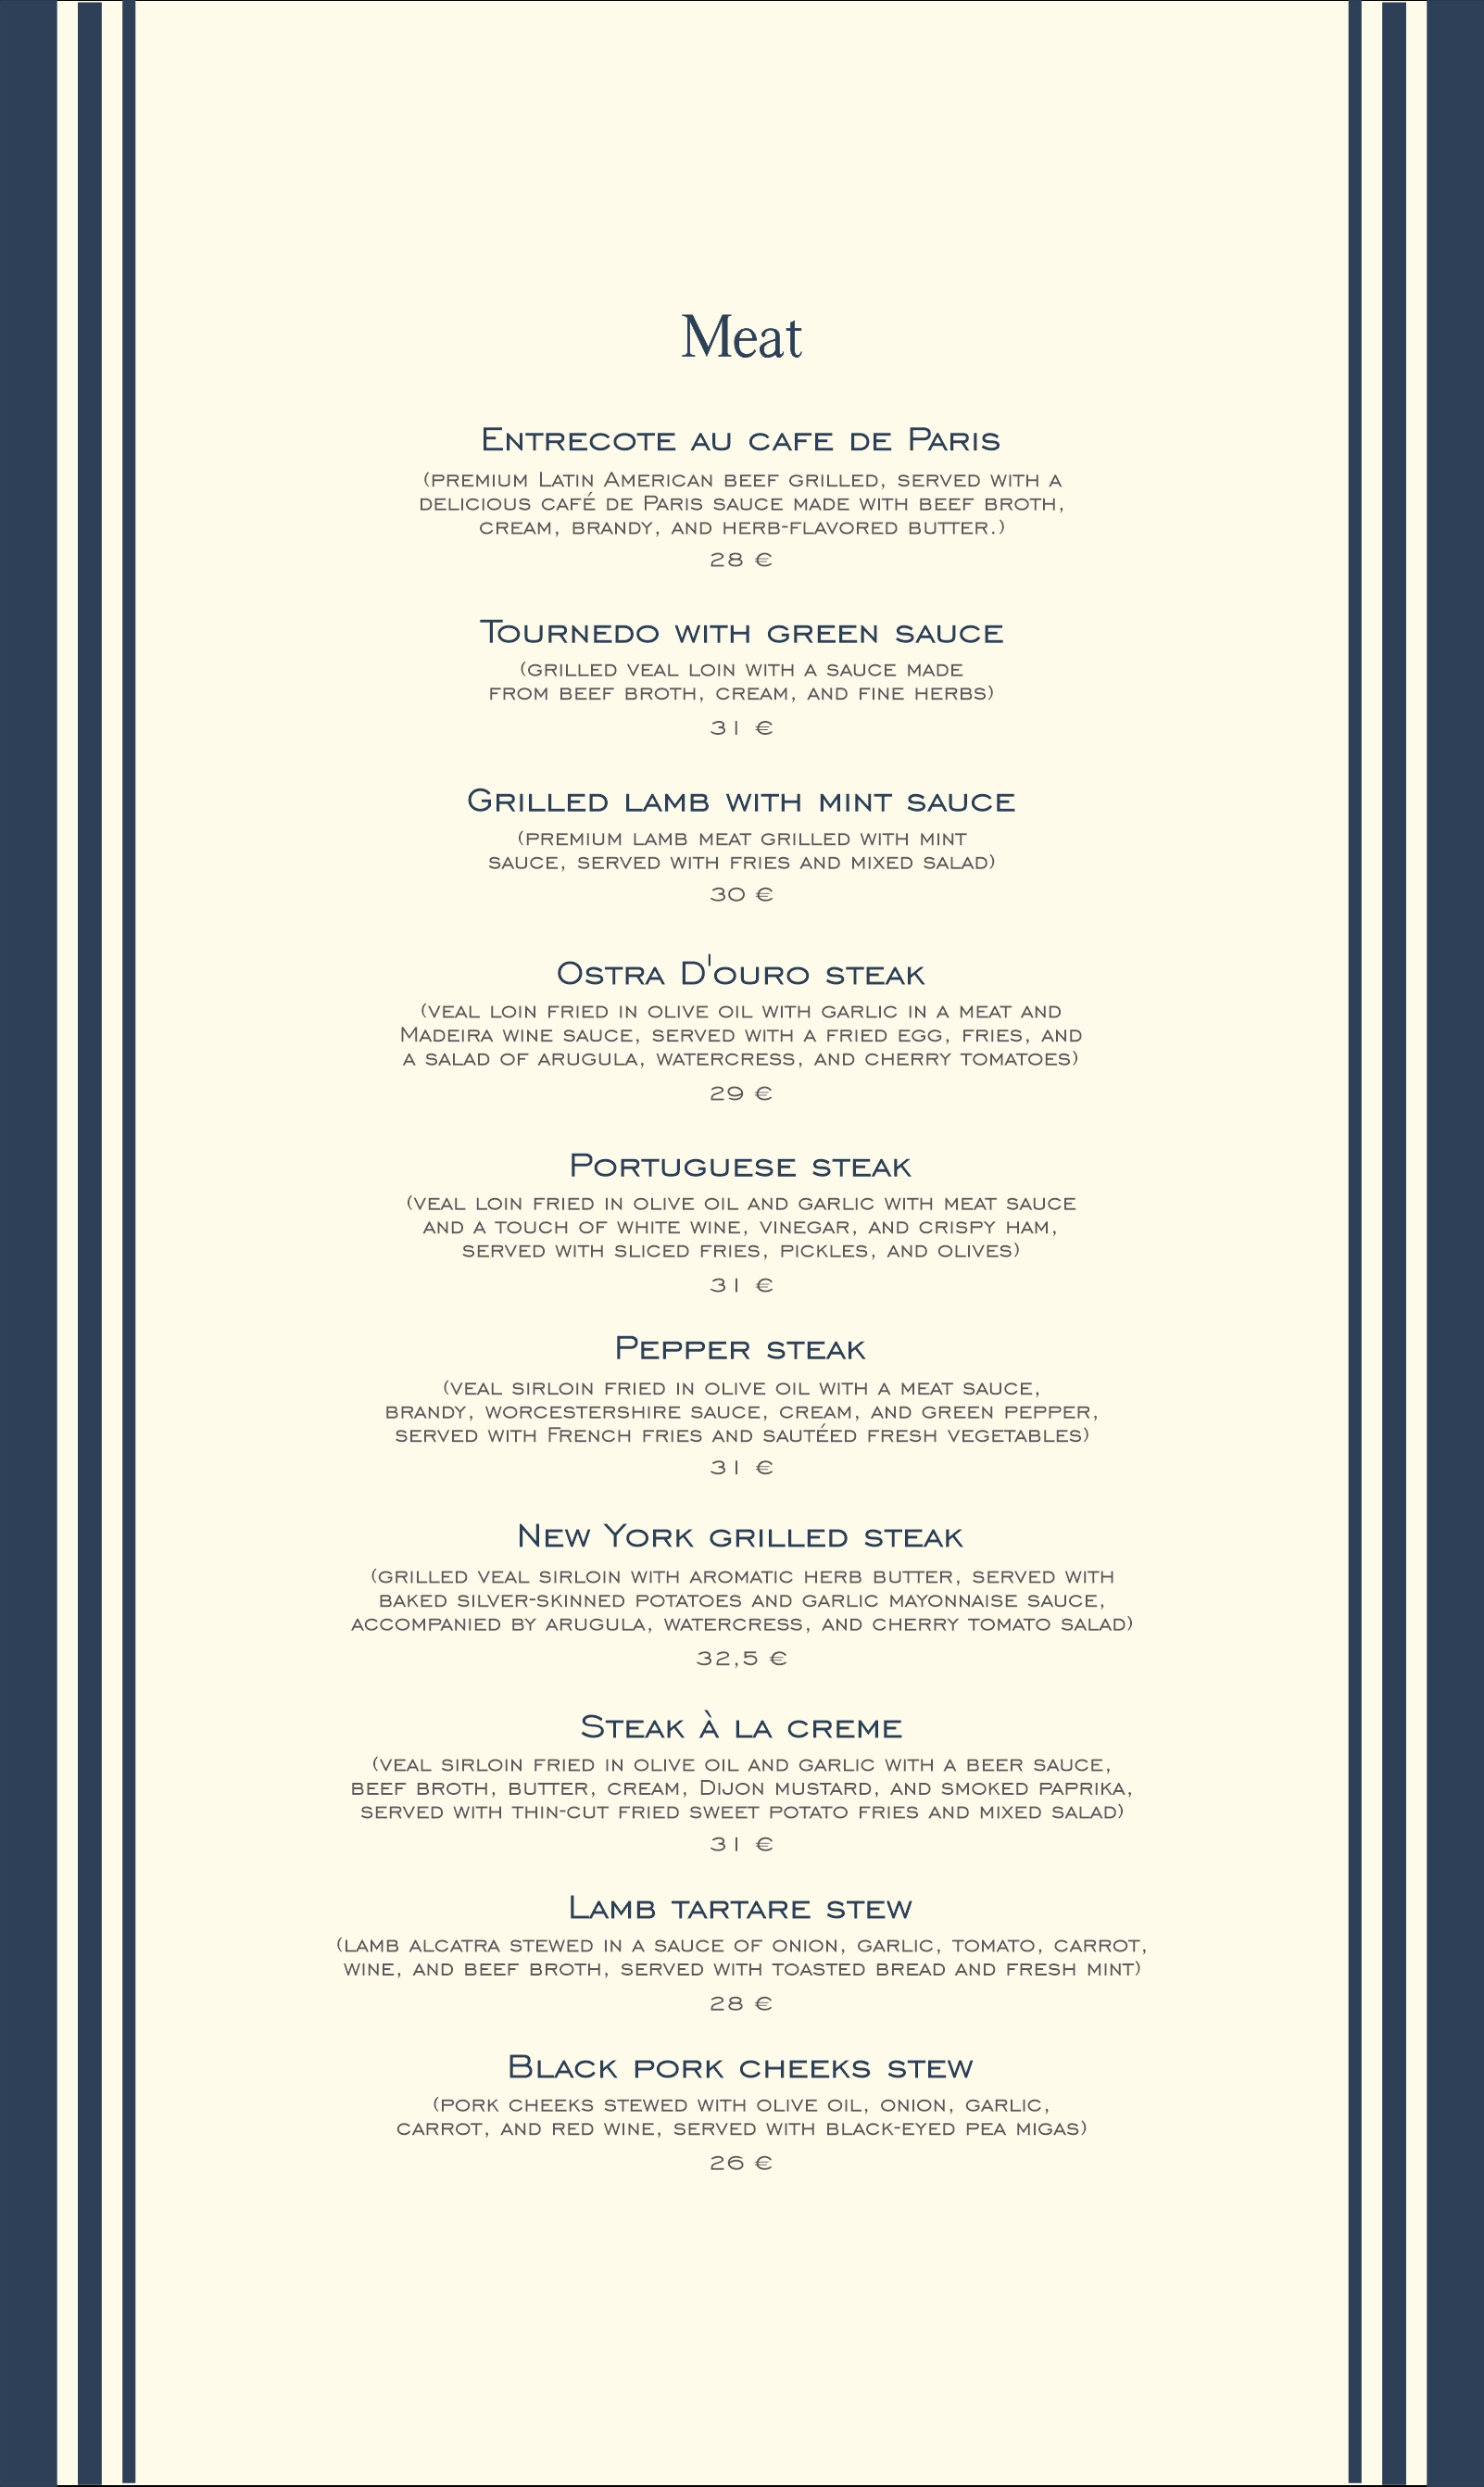 Meat
Entrecote au cafe de Paris
(premium Latin American beef grilled, served with a
delicious café de Paris sauce made with beef broth,
cream, brandy, and herb-flavored butter.)
28 €
Tournedo with green sauce
(grilled veal loin with a sauce made
from beef broth, cream, and fine herbs)
31 €
Grilled lamb with mint sauce
(premium lamb meat grilled with mint
sauce, served with fries and mixed salad)
30 €
Ostra D'ouro steak
(veal loin fried in olive oil with garlic in a meat and
Madeira wine sauce, served with a fried egg, fries, and
a salad of arugula, watercress, and cherry tomatoes)
29 €
Portuguese steak
(veal loin fried in olive oil and garlic with meat sauce
and a touch of white wine, vinegar, and crispy ham,
served with sliced fries, pickles, and olives)
31 €
Pepper steak
(veal sirloin fried in olive oil with a meat sauce,
brandy, worcestershire sauce, cream, and green pepper,
served with French fries and sautéed fresh vegetables)
31 €
New York grilled steak
(grilled veal sirloin with aromatic herb butter, served with
baked silver-skinned potatoes and garlic mayonnaise sauce,
accompanied by arugula, watercress, and cherry tomato salad)
32,5 €
Steak à la creme
(veal sirloin fried in olive oil and garlic with a beer sauce,
beef broth, butter, cream, Dijon mustard, and smoked paprika,
served with thin-cut fried sweet potato fries and mixed salad)
31 €
Lamb tartare stew
(lamb alcatra stewed in a sauce of onion, garlic, tomato, carrot,
wine, and beef broth, served with toasted bread and fresh mint)
28 €
Black pork cheeks stew
(pork cheeks stewed with olive oil, onion, garlic,
carrot, and red wine, served with black-eyed pea migas)
26 €